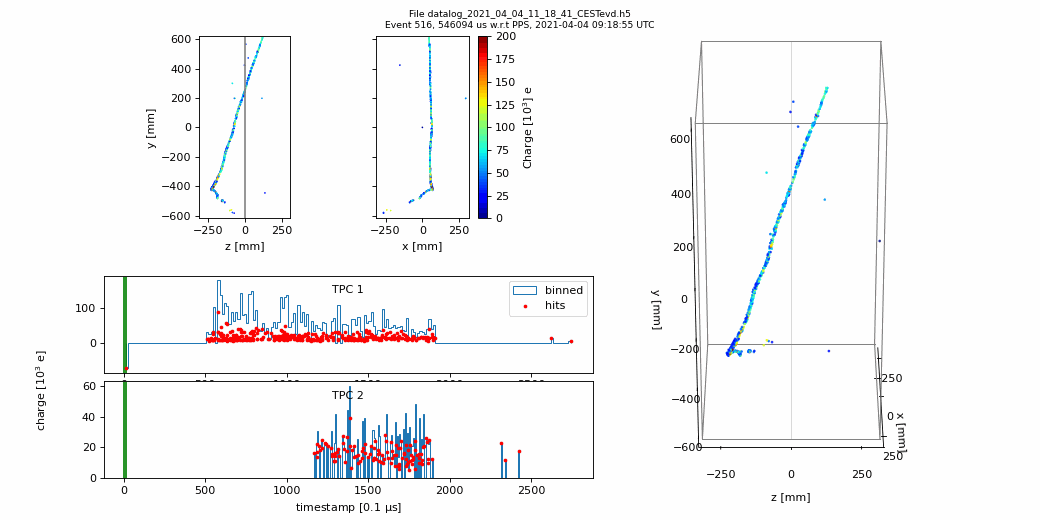 File datalog_2021_04_04_11_18_41_CESTevd.h5
Event 516, 546094 us w.r.t PPS, 2021-04-04 09:18:55 UTC
600
400
200
0
−200
−400
−600
y [mm]
−250 0 250
z [mm]
−250 0 250
x [mm]
200
175
150
125
100
75
50
25
0
Charge [10³] e
TPC 1
binned
hits
100
0
0 500 1000 1500 2000 2500
TPC 2
60
40
20
0
charge [10³ e]
0 500 1000 1500 2000 2500
timestamp [0.1 μs]
600
400
200
0
−200
−400
−600
y [mm]
−250 0 250
z [mm]
250
0
250
x [mm]